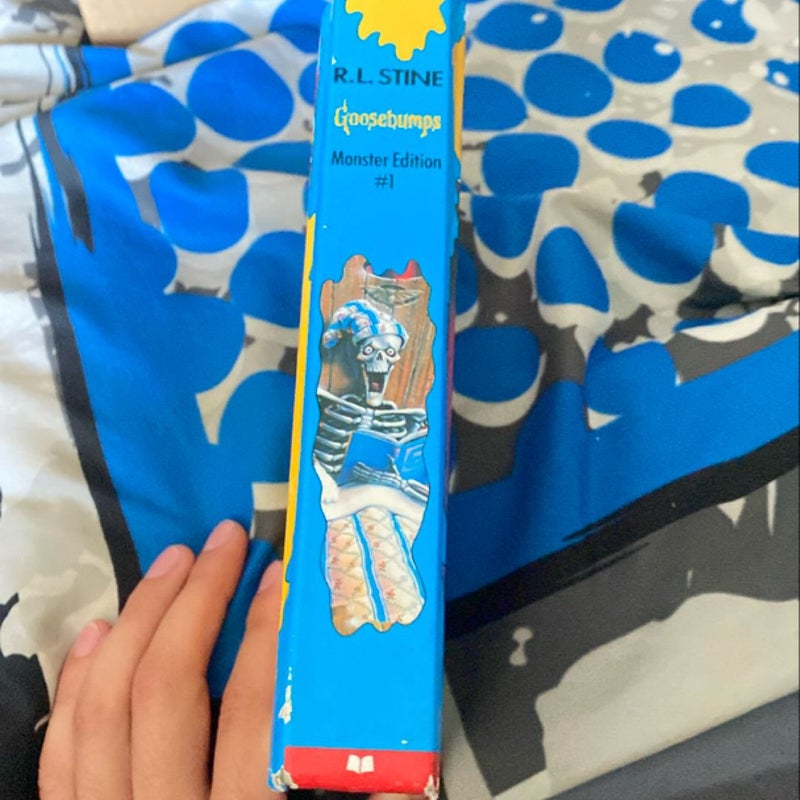 R.L. STINE
Goosebumps
Monster Edition
#1
G